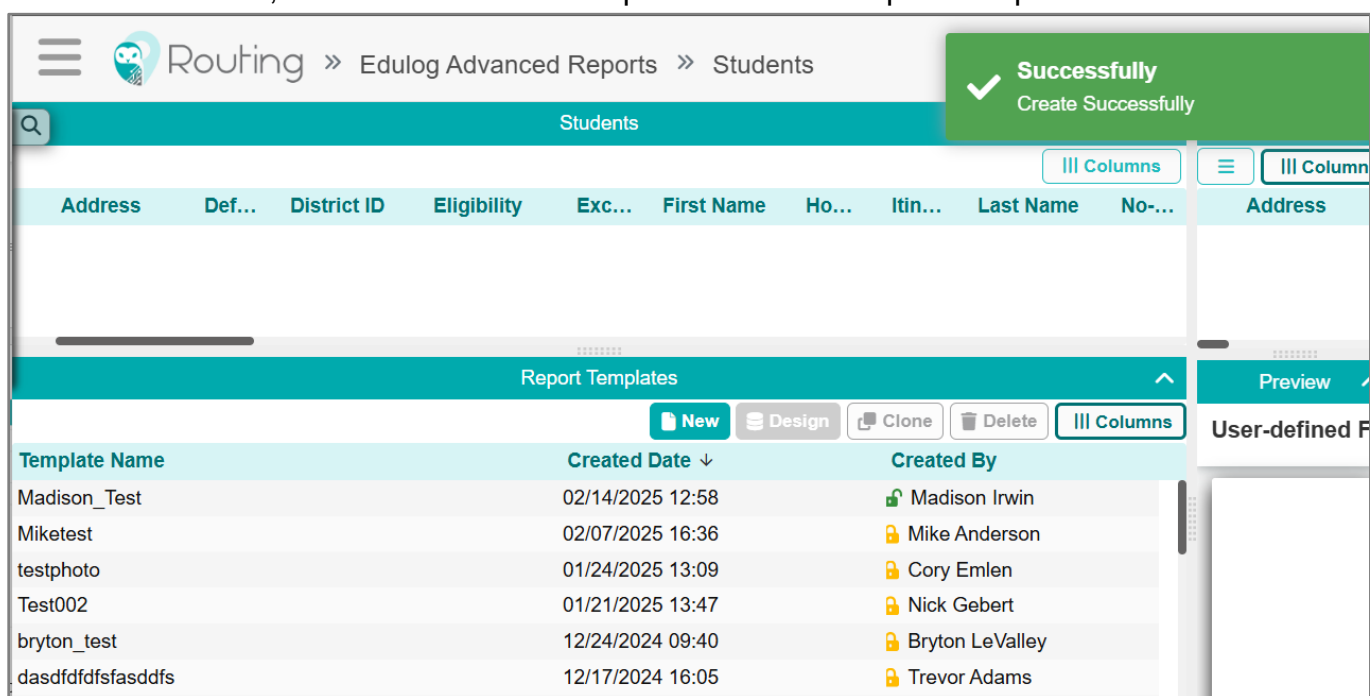 Routing » Edulog Advanced Reports » Students
Successfully
Create Successfully
Students
Columns
Column
Address Def... District ID Eligibility Exc... First Name Ho... Itin... Last Name No-...
Address
Report Templates
Preview
New Design Clone Delete Columns
User-defined F
Template Name Created Date ↓ Created By
Madison_Test 02/14/2025 12:58 Madison Irwin
Miketest 02/07/2025 16:36 Mike Anderson
testphoto 01/24/2025 13:09 Cory Emlen
Test002 01/21/2025 13:47 Nick Gebert
bryton_test 12/24/2024 09:40 Bryton LeValley
dasdfdfdfsfasddfs 12/17/2024 16:05 Trevor Adams